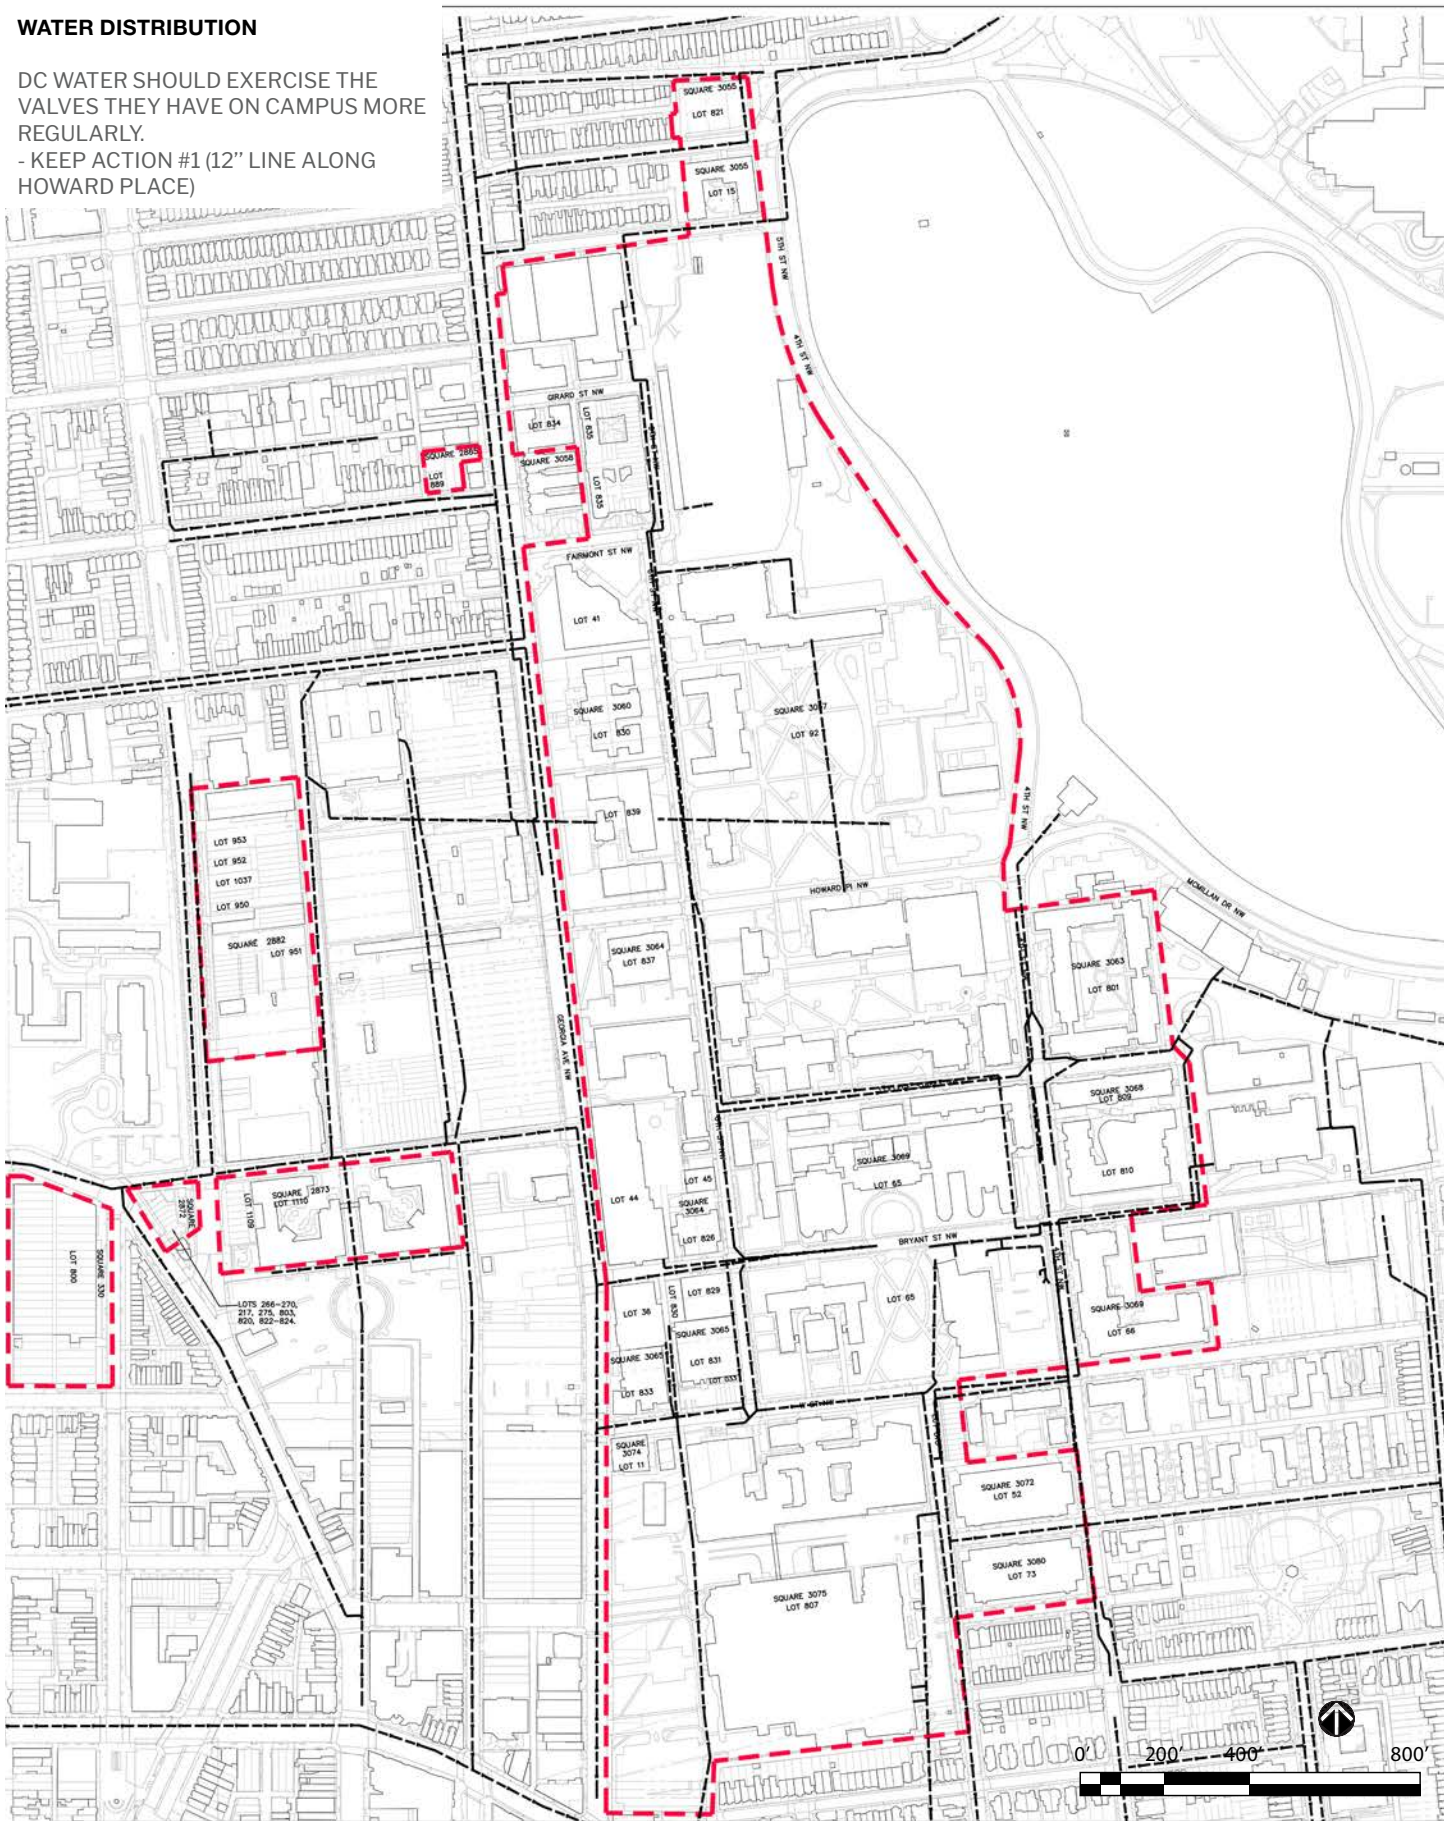 WATER DISTRIBUTION
DC WATER SHOULD EXERCISE THE
VALVES THEY HAVE ON CAMPUS MORE
REGULARLY.
- KEEP ACTION #1 (12’’ LINE ALONG
HOWARD PLACE)
SQUARE 3055
LOT 821
SQUARE 3055
LOT 15
5TH ST NW
4TH ST NW
GIRARD ST NW
LOT 834
LOT 835
SQUARE 3058
LOT 835
SQUARE 2885
LOT
889
FAIRMONT ST NW
LOT 41
SQUARE 3060
LOT 830
SQUARE 3057
LOT 92
LOT 839
4TH ST NW
LOT 953
LOT 952
LOT 1037
LOT 950
SQUARE 2882
LOT 951
HOWARD Pl NW
MCMILLAN DR NW
SQUARE 3064
LOT 837
SQUARE 3063
LOT 801
GEORGIA AVE NW
SQUARE 3068
LOT 809
LOT 810
SQUARE 3069
LOT 65
LOT 44
LOT 45
SQUARE
3064
LOT 826
SQUARE 2873
LOT 1110
LOT 1109
SQUARE
2872
SQUARE 330
LOT 800
LOTS 266-270,
217, 275, 803,
820, 822-824.
BRYANT ST NW
4TH ST NW
LOT 36
LOT 830
LOT 829
SQUARE 3065
LOT 831
LOT 833
SQUARE 3065
LOT 833
LOT 65
SQUARE 3069
LOT 66
W ST NW
SQUARE
3074
LOT 11
SQUARE 3072
LOT 52
SQUARE 3080
LOT 73
SQUARE 3075
LOT 807
0’ 200’ 400’ 800’